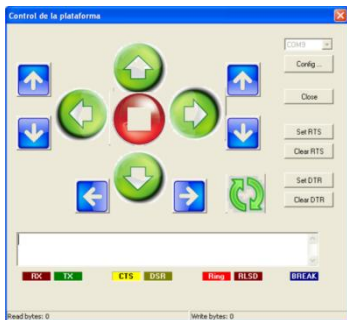 Control de la plataforma
COM9
Config ...
Close
Set RTS
Clear RTS
Set DTR
Clear DTR
RX TX CTS DSR Ring RLSD BREAK
Read bytes: 0 Write bytes: 0